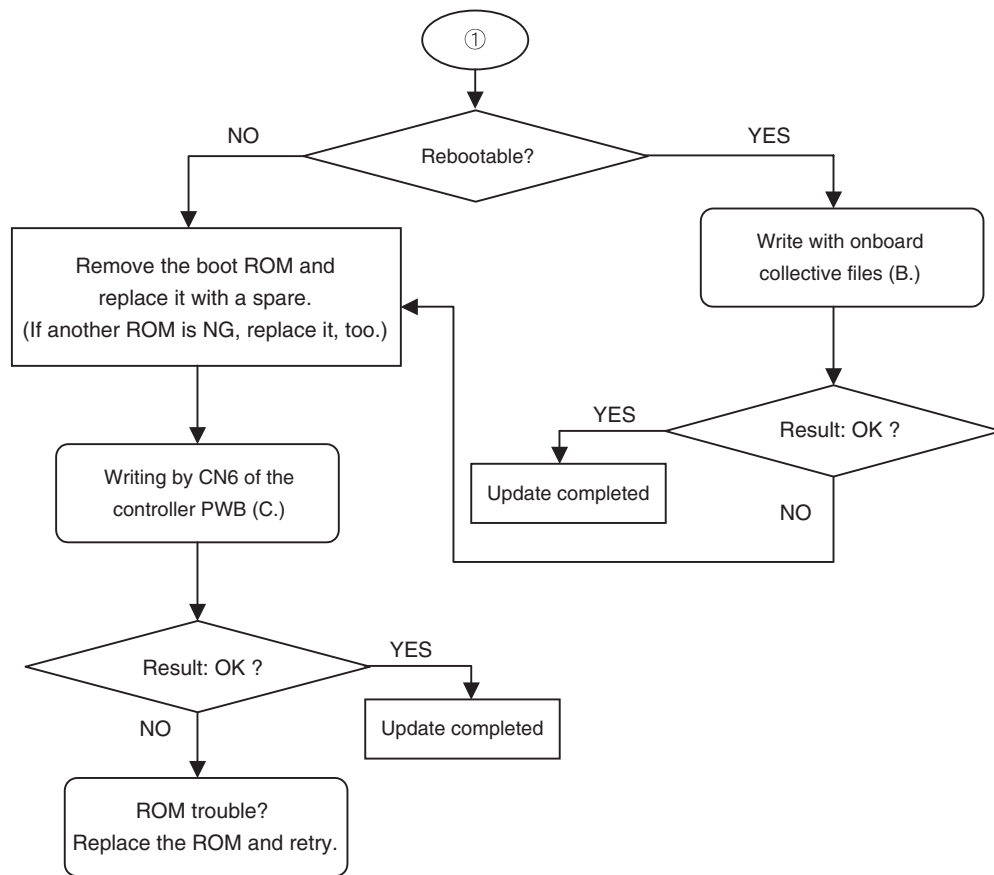 ①
NO
YES
Rebootable?
Remove the boot ROM and
replace it with a spare.
(If another ROM is NG, replace it, too.)
Write with onboard
collective files (B.)
YES
Result: OK ?
Update completed
NO
Writing by CN6 of the
controller PWB (C.)
YES
Result: OK ?
NO
Update completed
ROM trouble?
Replace the ROM and retry.